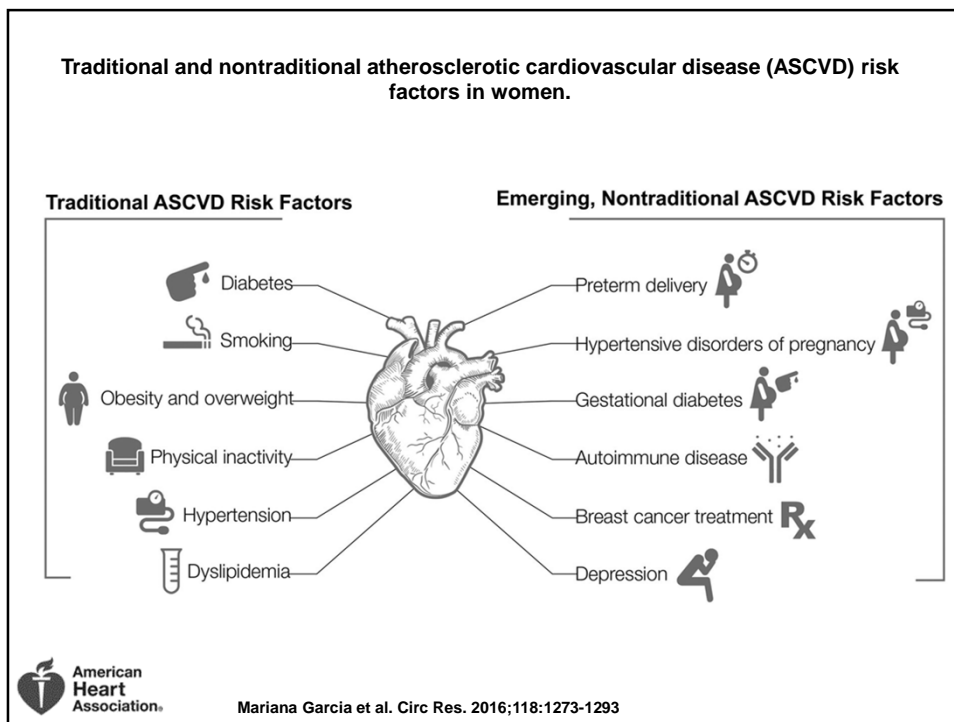 Traditional and nontraditional atherosclerotic cardiovascular disease (ASCVD) risk
factors in women.
Traditional ASCVD Risk Factors
Diabetes
Smoking
Obesity and overweight
Physical inactivity
Hypertension
Dyslipidemia
Emerging, Nontraditional ASCVD Risk Factors
Preterm delivery
Hypertensive disorders of pregnancy
Gestational diabetes
Autoimmune disease
Breast cancer treatment Rx
Depression
American
Heart
Association®
Mariana Garcia et al. Circ Res. 2016;118:1273-1293